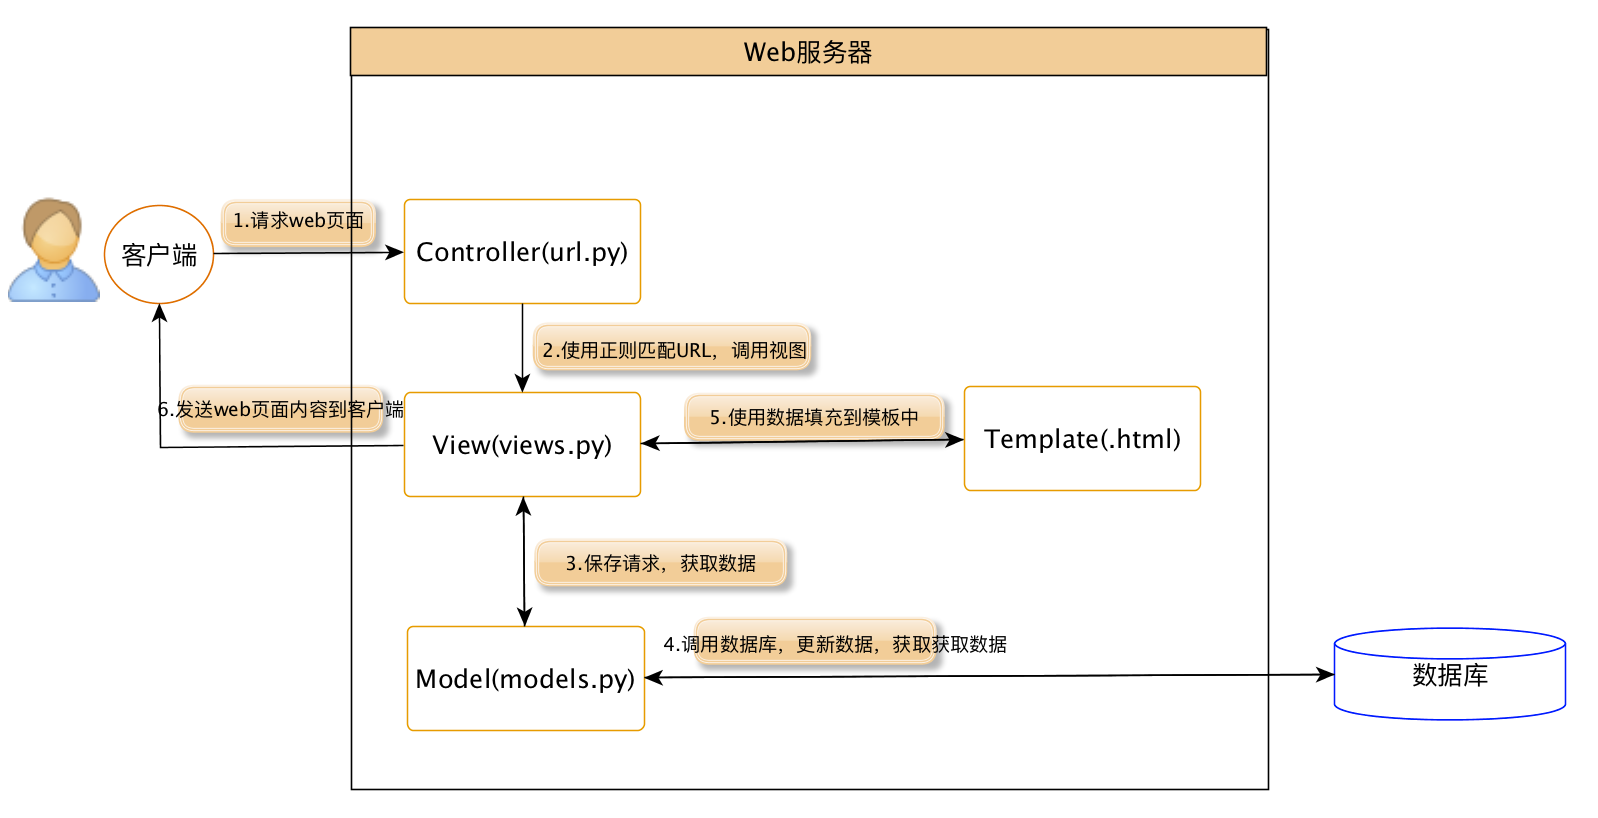 Web服务器
1.请求web页面
客户端
Controller(url.py)
2.使用正则匹配URL，调用视图
6.发送web页面内容到客户端
5.使用数据填充到模板中
View(views.py)
Template(.html)
3.保存请求，获取数据
4.调用数据库，更新数据，获取获取数据
Model(models.py)
数据库